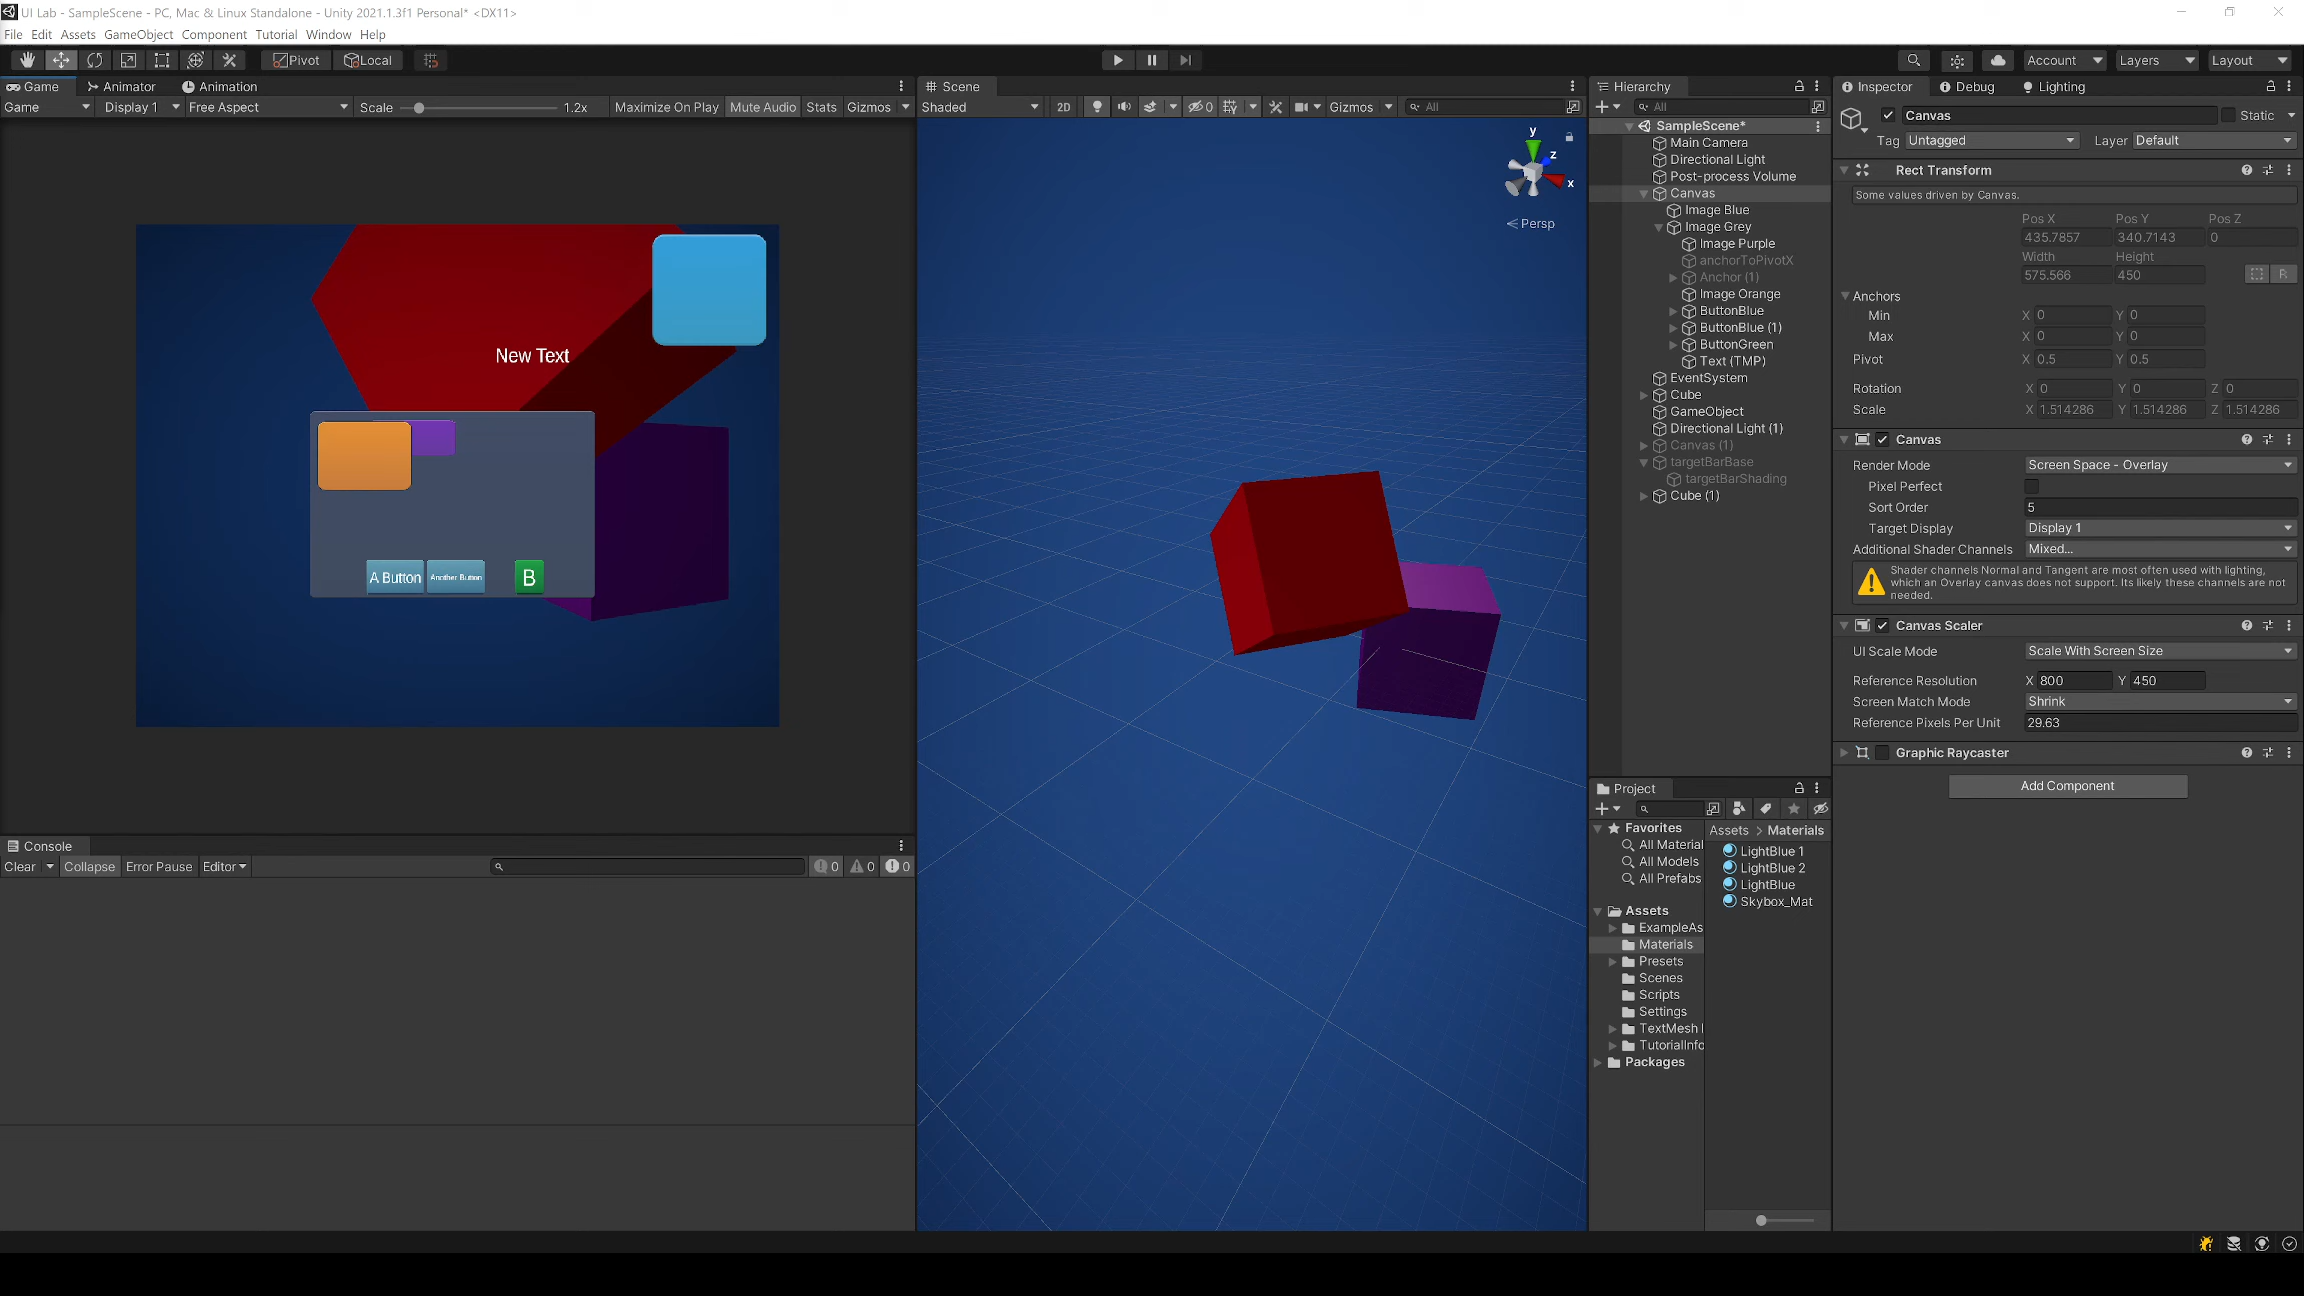 UI Lab - SampleScene - PC, Mac & Linux Standalone - Unity 2021.1.3f1 Personal* <DX11>
File Edit Assets GameObject Component Tutorial Window Help
Pivot Local Account Layers Layout
Game Animator Animation
Game Display 1 Free Aspect Scale 1.2x Maximize On Play Mute Audio Stats Gizmos
New Text
A Button Another Button B
Console
Clear Collapse Error Pause Editor 0 0 0
Scene
Shaded 2D 0 Gizmos All
y
z
x
Persp
Hierarchy
All
SampleScene*
Main Camera
Directional Light
Post-process Volume
Canvas
Image Blue
Image Grey
Image Purple
anchorToPivotX
Anchor (1)
Image Orange
ButtonBlue
ButtonBlue (1)
ButtonGreen
Text (TMP)
EventSystem
Cube
GameObject
Directional Light (1)
Canvas (1)
targetBarBase
targetBarShading
Cube (1)
Project
Favorites
All Material
All Models
All Prefabs
Assets
ExampleAs
Materials
Presets
Scenes
Scripts
Settings
TextMesh
TutorialInfo
Packages
Assets > Materials
LightBlue 1
LightBlue 2
LightBlue
Skybox_Mat
Inspector Debug Lighting
Canvas Static
Tag Untagged Layer Default
Rect Transform
Some values driven by Canvas.
Pos X Pos Y Pos Z
435.7857 340.7143 0
Width Height
575.566 450 R
Anchors
Min X 0 Y 0
Max X 0 Y 0
Pivot X 0.5 Y 0.5
Rotation X 0 Y 0 Z 0
Scale X 1.514286 Y 1.514286 Z 1.514286
Canvas
Render Mode Screen Space - Overlay
Pixel Perfect
Sort Order 5
Target Display Display 1
Additional Shader Channels Mixed...
Shader channels Normal and Tangent are most often used with lighting,
which an Overlay canvas does not support. Its likely these channels are not
needed.
Canvas Scaler
UI Scale Mode Scale With Screen Size
Reference Resolution X 800 Y 450
Screen Match Mode Shrink
Reference Pixels Per Unit 29.63
Graphic Raycaster
Add Component